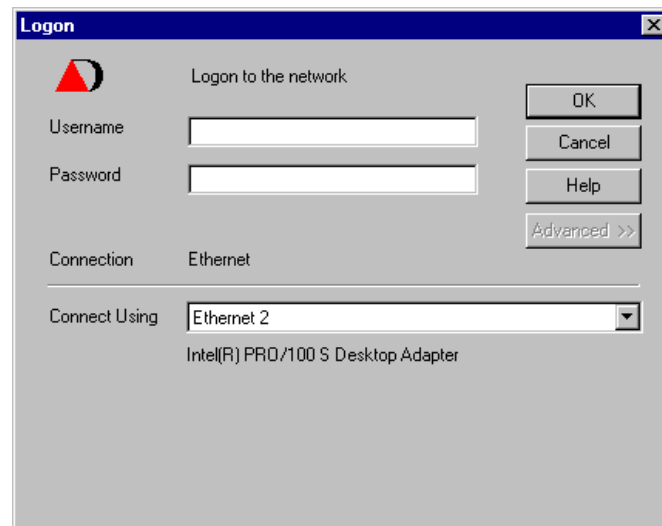 Logon
Logon to the network
OK
Username
Cancel
Password
Help
Advanced >>
Connection Ethernet
Connect Using Ethernet 2
Intel(R) PRO/100 S Desktop Adapter